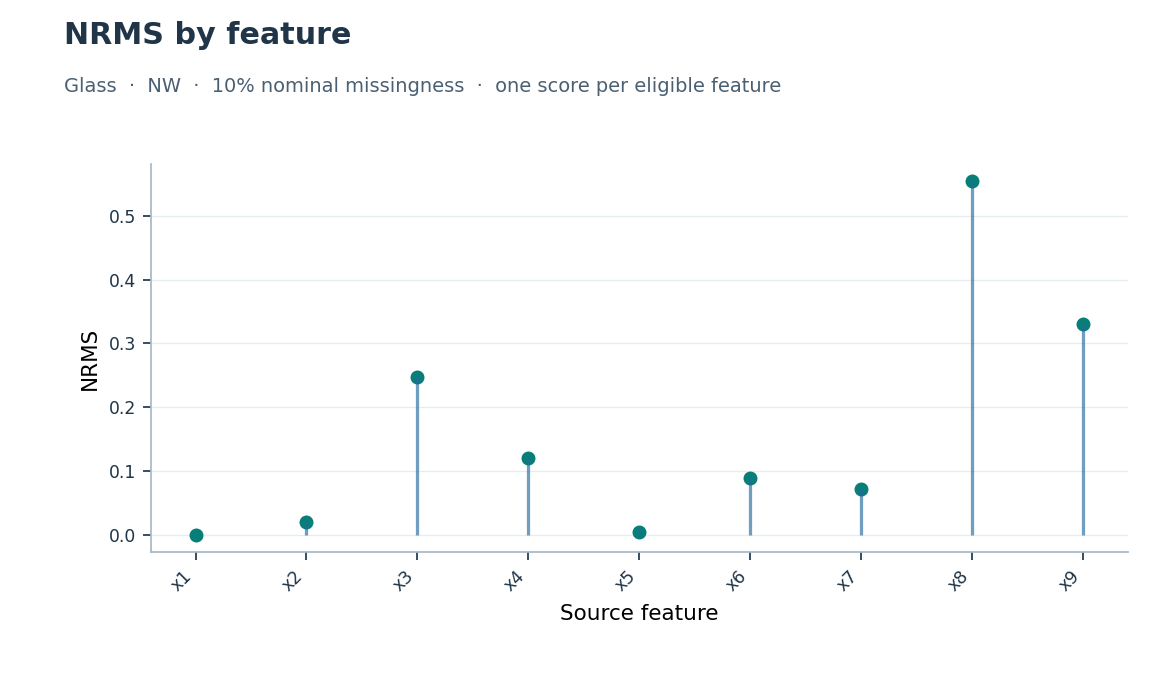 NRMS by feature
Glass · NW · 10% nominal missingness · one score per eligible feature
0.5
0.4
0.3
0.2
0.1
0.0
NRMS
x1 x2 x3 x4 x5 x6 x7 x8 x9
Source feature